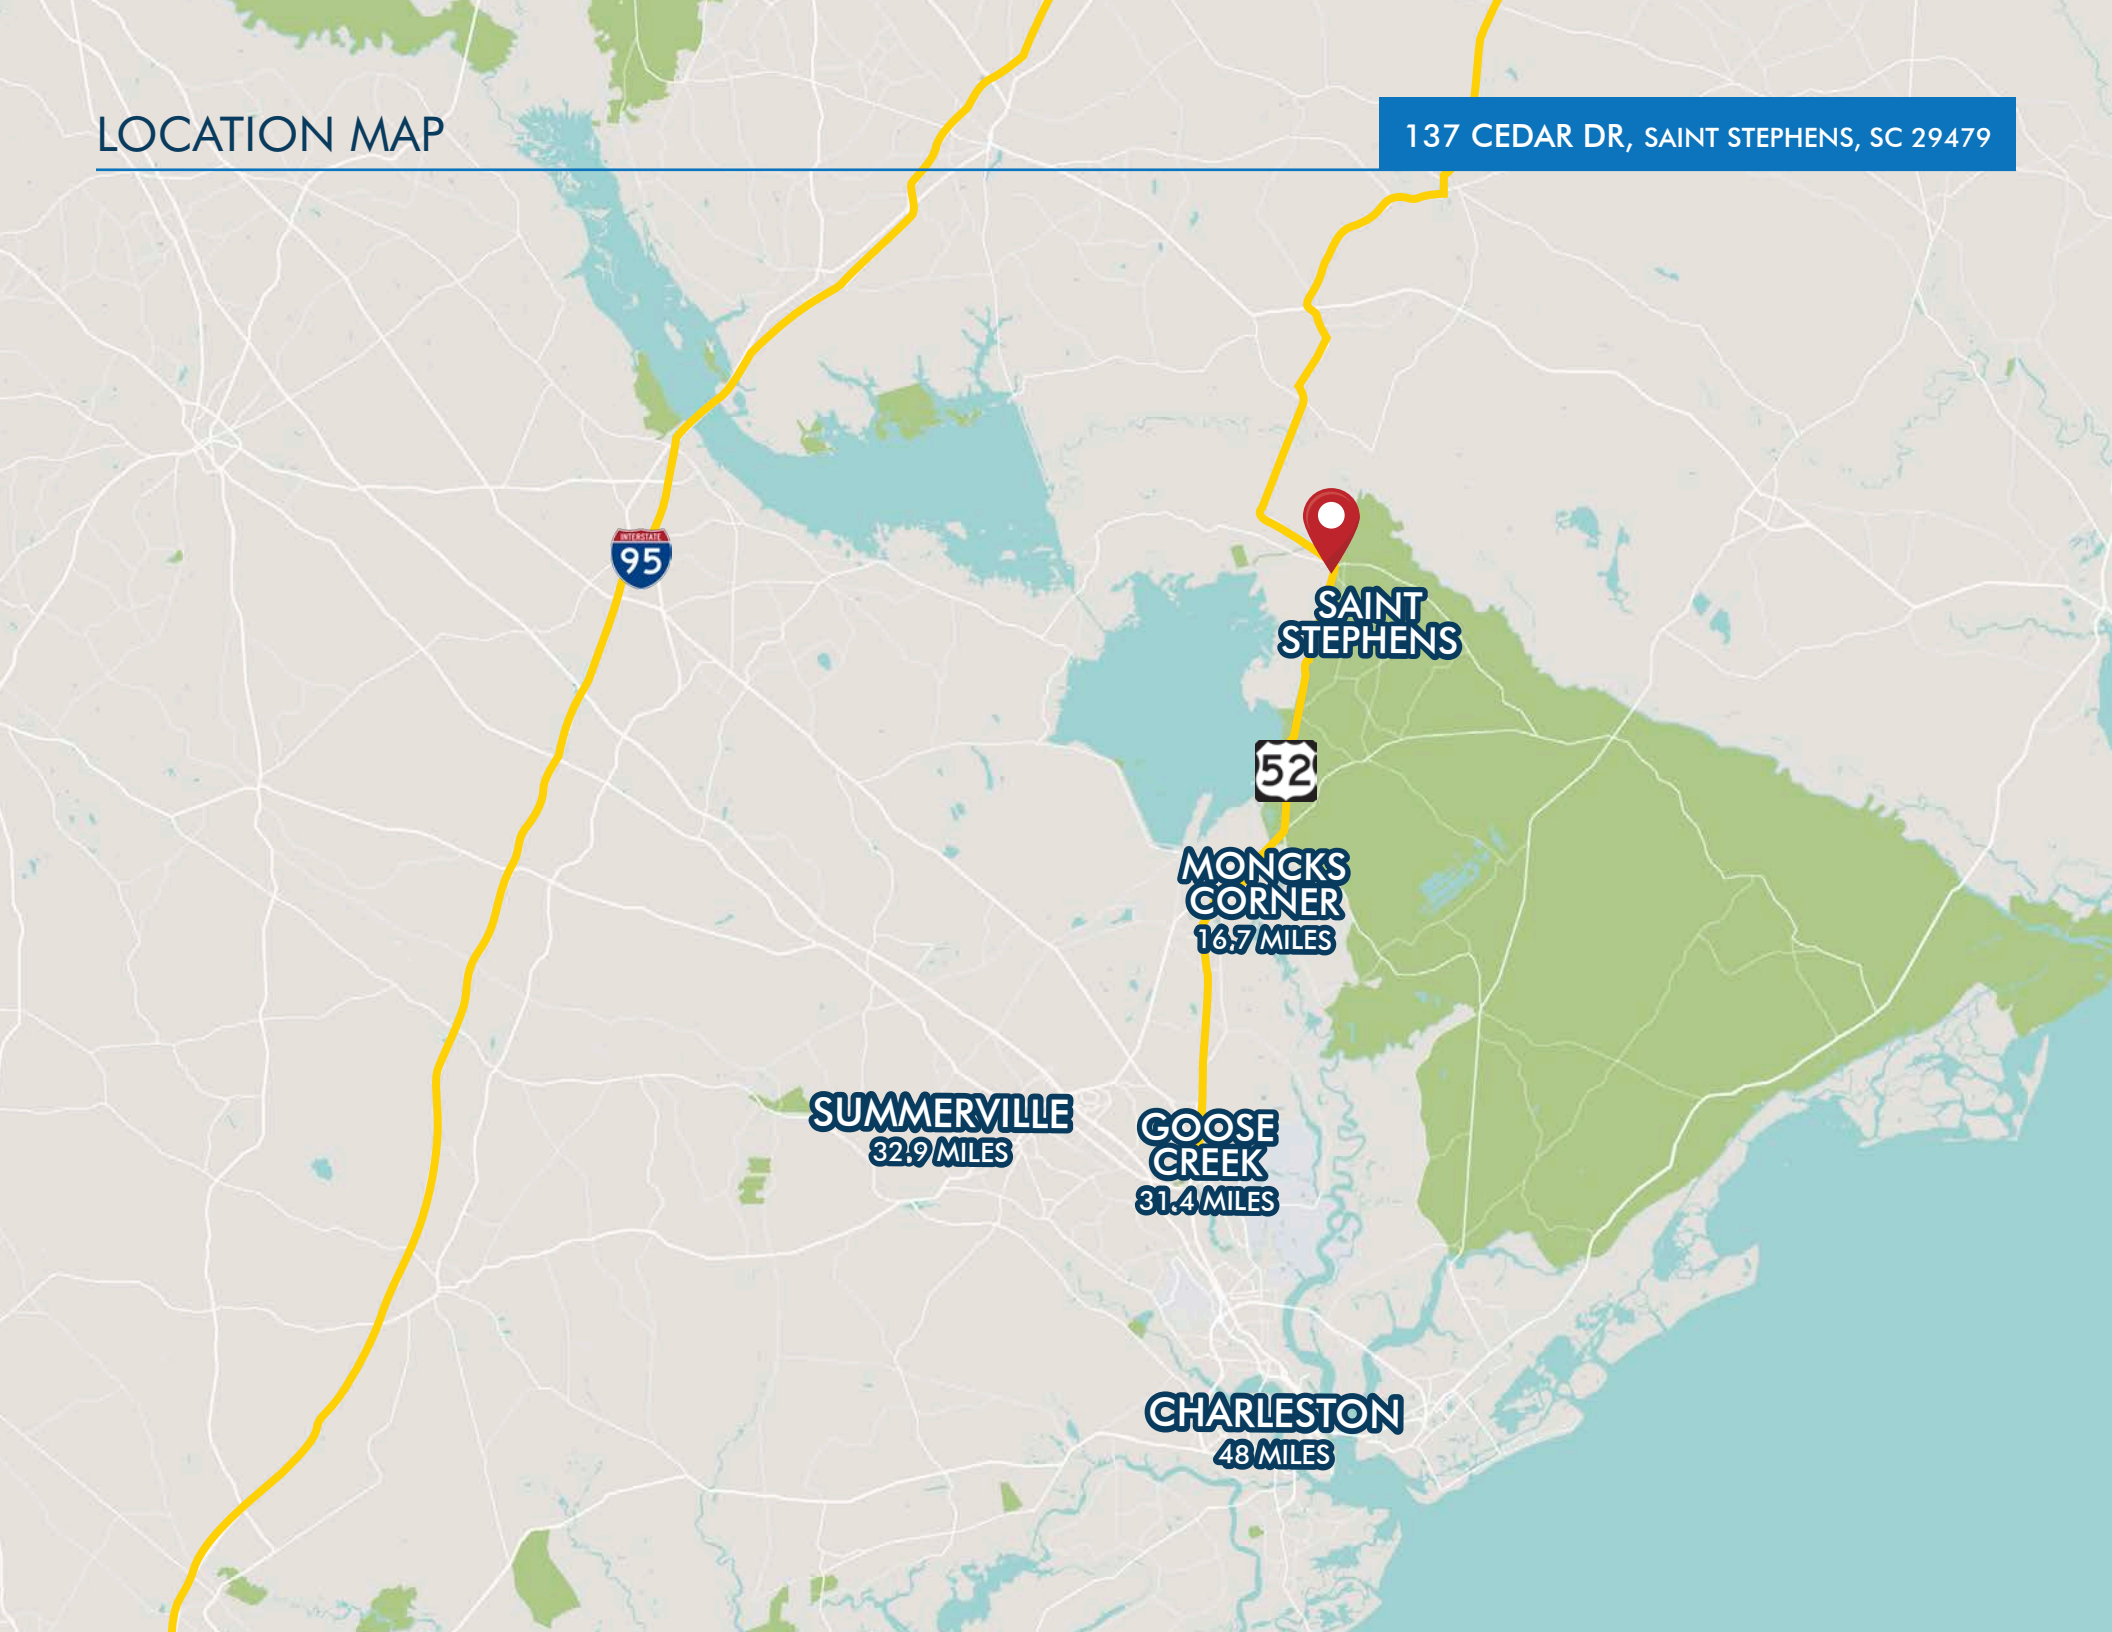 LOCATION MAP
137 CEDAR DR, SAINT STEPHENS, SC 29479
INTERSTATE
95
SAINT
STEPHENS
52
MONCKS
CORNER
16.7 MILES
SUMMERVILLE
32.9 MILES
GOOSE
CREEK
31.4 MILES
CHARLESTON
48 MILES